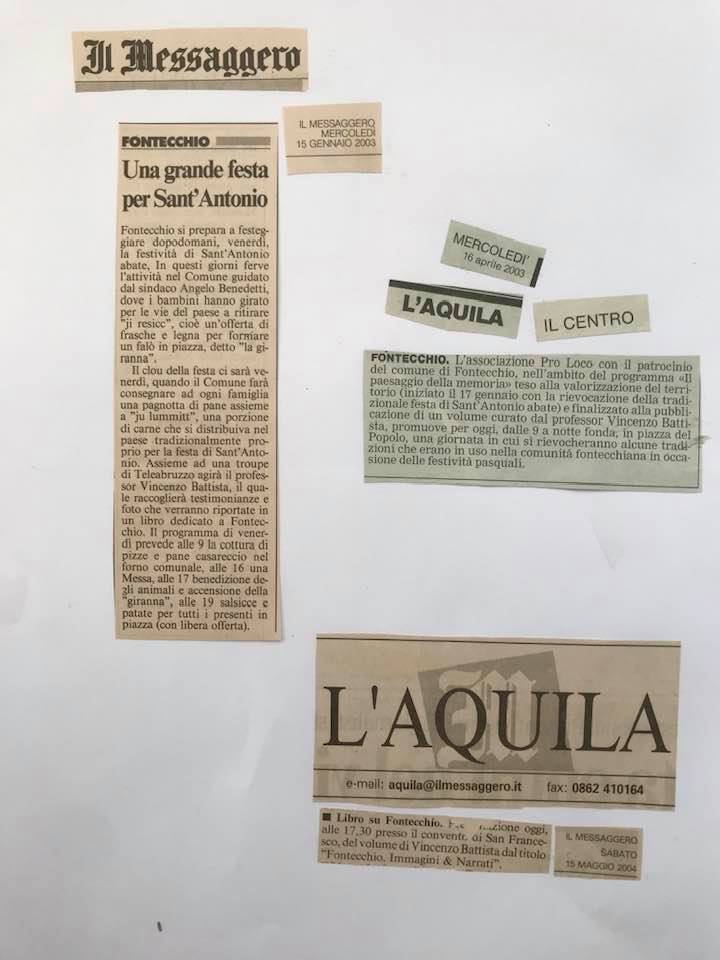 Il Messaggero
IL MESSAGGERO
MERCOLEDÌ
15 GENNAIO 2003
FONTECCHIO
Una grande festa
per Sant'Antonio
Fontecchio si prepara a festeg-
giare dopodomani, venerdì,
la festività di Sant'Antonio
abate, In questi giorni ferve
l'attività nel Comune guidato
dal sindaco Angelo Benedetti,
dove i bambini hanno girato
per le vie del paese a ritirare
"ji resicc", cioè un'offerta di
frasche e legna per formare
un falò in piazza, detto "la gi-
ranna".
Il clou della festa ci sarà ve-
nerdì, quando il Comune farà
consegnare ad ogni famiglia
una pagnotta di pane assieme
a "ju lummitt", una porzione
di carne che si distribuiva nel
paese tradizionalmente pro-
prio per la festa di Sant'Anto-
nio. Assieme ad una troupe
di Teleabruzzo agirà il profes-
sor Vincenzo Battista, il qua-
le raccoglierà testimonianze e
foto che verranno riportate in
un libro dedicato a Fontec-
chio. Il programma di vener-
dì prevede alle 9 la cottura di
pizze e pane casareccio nel
forno comunale, alle 16 una
Messa, alle 17 benedizione de-
gli animali e accensione della
"giranna", alle 19 salsicce e
patate per tutti i presenti in
piazza (con libera offerta).
MERCOLEDI'
16 aprile 2003
L'AQUILA
IL CENTRO
FONTECCHIO. L'associazione Pro Loco con il patrocinio
del comune di Fontecchio, nell'ambito del programma «Il
paesaggio della memoria» teso alla valorizzazione del terri-
torio (iniziato il 17 gennaio con la rievocazione della tradi-
zionale festa di Sant'Antonio abate) e finalizzato alla pubbli-
cazione di un volume curato dal professor Vincenzo Batti-
sta, promuove per oggi, dalle 9 a notte fonda, in piazza del
Popolo, una giornata in cui si rievocheranno alcune tradi-
zioni che erano in uso nella comunità fontecchiana in occa-
sione delle festività pasquali.
L'AQUILA
e-mail: aquila@ilmessaggero.it fax: 0862 410164
■ Libro su Fontecchio. oggi,
alle 17,30 presso il convento di San France-
sco, del volume di Vincenzo Battista dal titolo
"Fontecchio. Immagini & Narrati".
IL MESSAGGERO
SABATO
15 MAGGIO 2004